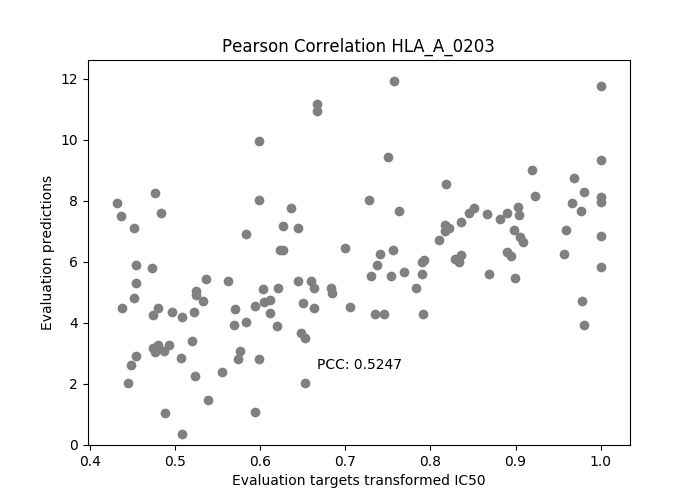 Pearson Correlation HLA_A_0203
Evaluation predictions
12
10
8
6
4
2
0
PCC: 0.5247
0.4 0.5 0.6 0.7 0.8 0.9 1.0
Evaluation targets transformed IC50